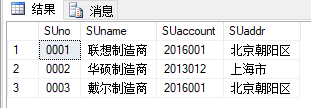 结果 消息
SUno SUname SUaccount SUaddr
1 0001 联想制造商 2016001 北京朝阳区
2 0002 华硕制造商 2013012 上海市
3 0003 戴尔制造商 2016001 北京朝阳区